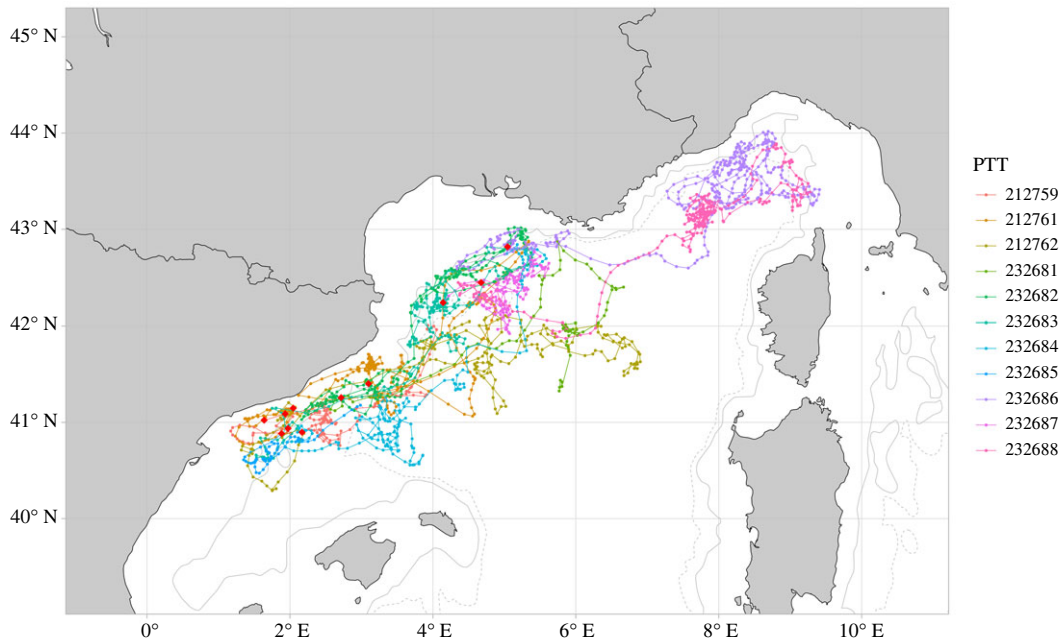 45° N
44° N
43° N
42° N
41° N
40° N
0°
2° E
4° E
6° E
8° E
10° E
PTT
212759
212761
212762
232681
232682
232683
232684
232685
232686
232687
232688